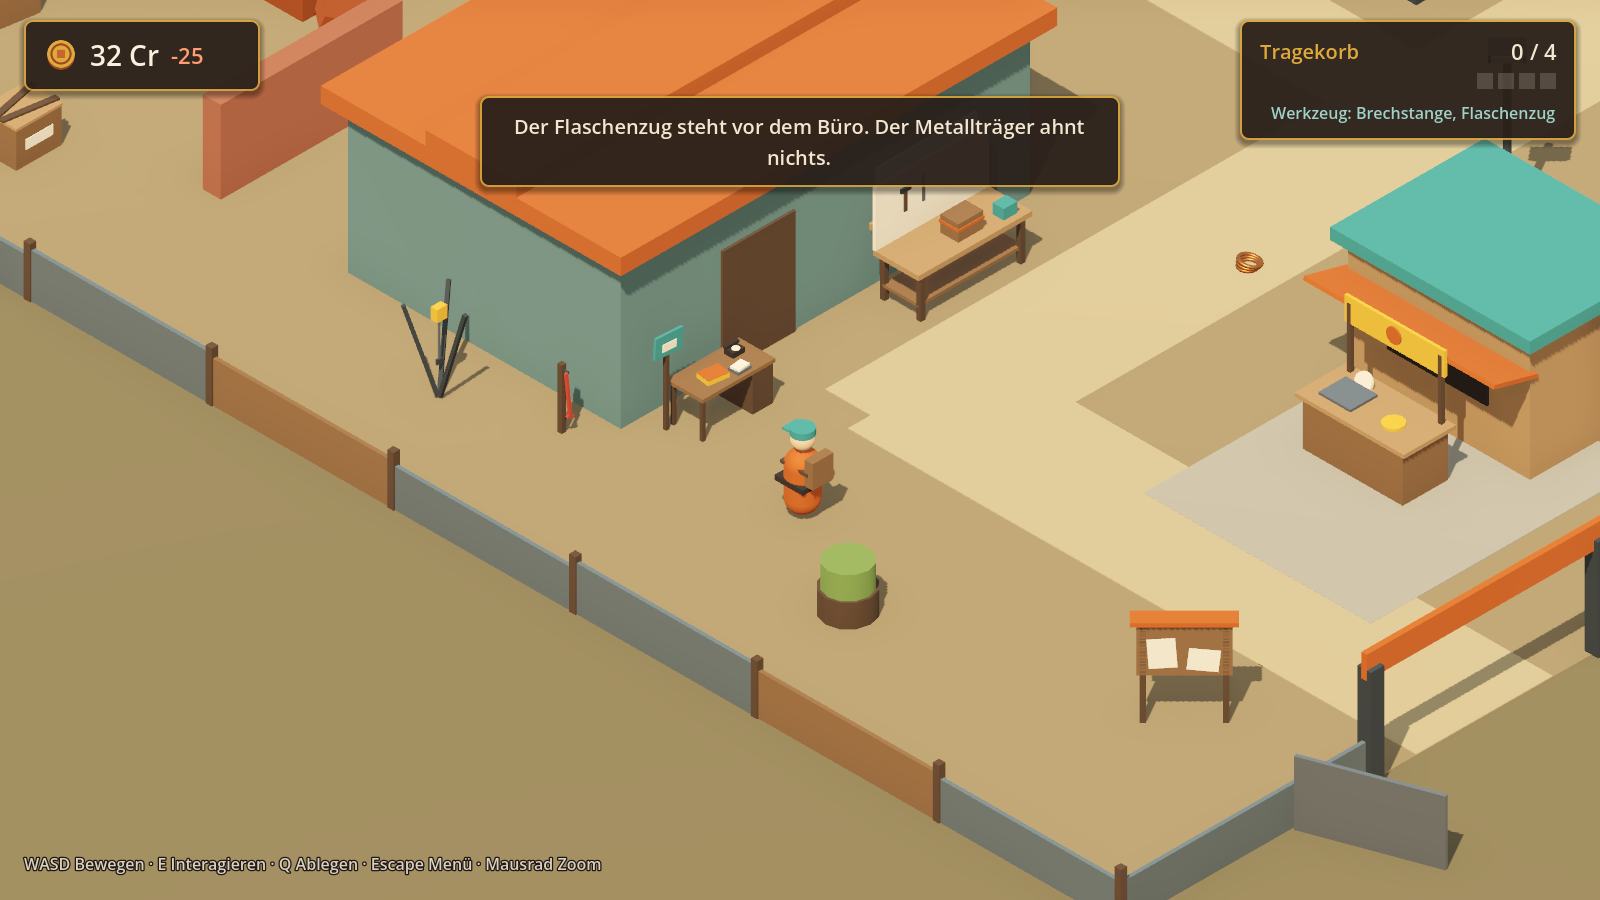 32 Cr -25
Der Flaschenzug steht vor dem Büro. Der Metallträger ahnt
nichts.
Tragekorb 0 / 4
Werkzeug: Brechstange, Flaschenzug
WASD Bewegen · E Interagieren · Q Ablegen · Escape Menü · Mausrad Zoom